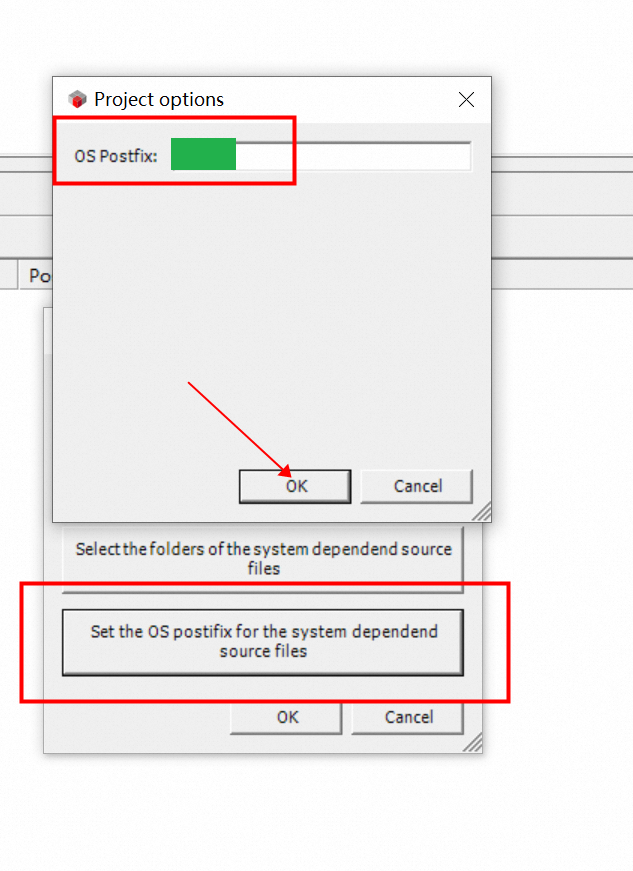 Project options
OS Postfix:
Po
OK
Cancel
Select the folders of the system dependend source
files
Set the OS postifix for the system dependend
source files
OK
Cancel